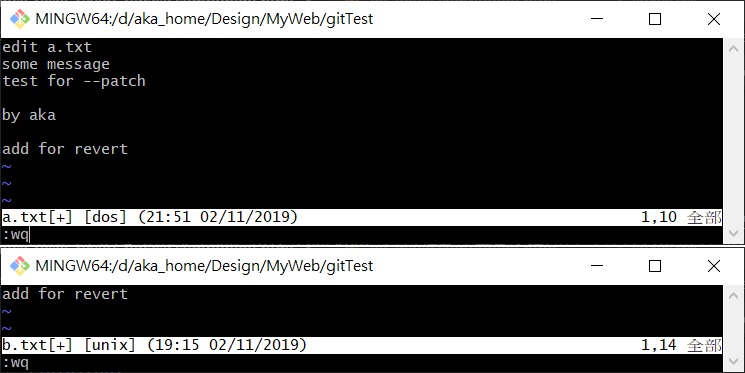 MINGW64:/d/aka_home/Design/MyWeb/gitTest
edit a.txt
some message
test for --patch
by aka
add for revert
~
~
~
a.txt[+] [dos] (21:51 02/11/2019) 1,10 全部
:wq
MINGW64:/d/aka_home/Design/MyWeb/gitTest
add for revert
~
~
b.txt[+] [unix] (19:15 02/11/2019) 1,14 全部
:wq